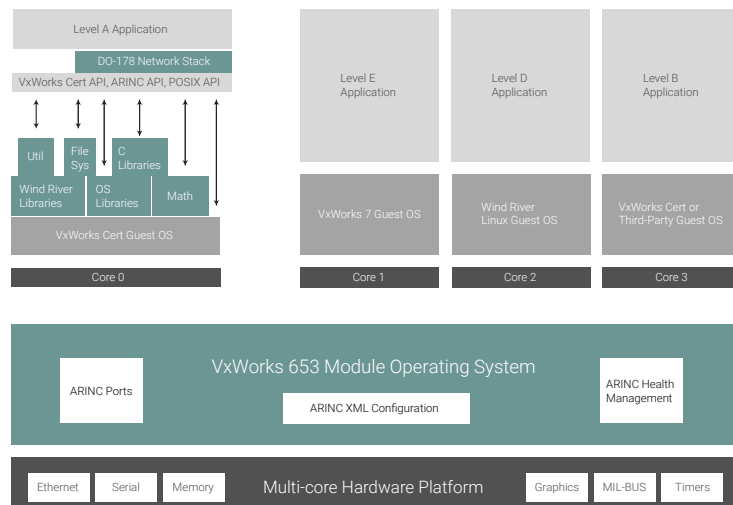 Level A Application
DO-178 Network Stack
VxWorks Cert API, ARINC API, POSIX API
Util
File
Sys
C
Libraries
Wind River
Libraries
OS
Libraries
Math
VxWorks Cert Guest OS
Core 0
Level E
Application
VxWorks 7 Guest OS
Core 1
Level D
Application
Wind River
Linux Guest OS
Core 2
Level B
Application
VxWorks Cert or
Third-Party Guest OS
Core 3
VxWorks 653 Module Operating System
ARINC Ports
ARINC XML Configuration
ARINC Health
Management
Multi-core Hardware Platform
Ethernet
Serial
Memory
Graphics
MIL-BUS
Timers